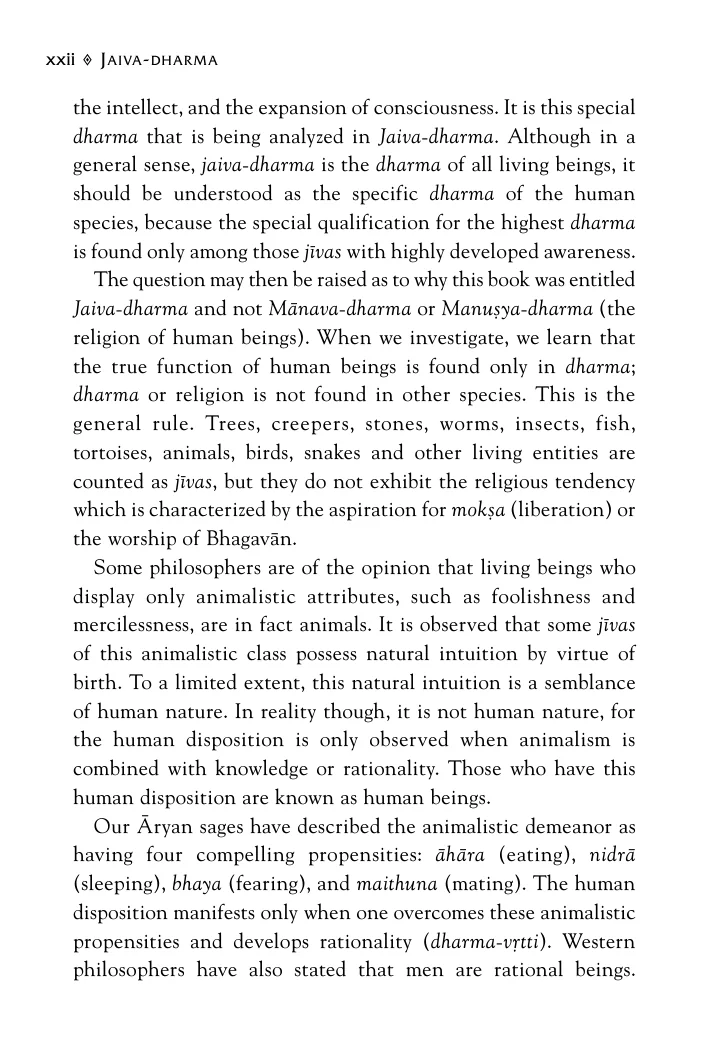 xxii ◈ JAIVA-DHARMA
the intellect, and the expansion of consciousness. It is this special
dharma that is being analyzed in Jaiva-dharma. Although in a
general sense, jaiva-dharma is the dharma of all living beings, it
should be understood as the specific dharma of the human
species, because the special qualification for the highest dharma
is found only among those jīvas with highly developed awareness.
The question may then be raised as to why this book was entitled
Jaiva-dharma and not Mānava-dharma or Manuṣya-dharma (the
religion of human beings). When we investigate, we learn that
the true function of human beings is found only in dharma;
dharma or religion is not found in other species. This is the
general rule. Trees, creepers, stones, worms, insects, fish,
tortoises, animals, birds, snakes and other living entities are
counted as jīvas, but they do not exhibit the religious tendency
which is characterized by the aspiration for mokṣa (liberation) or
the worship of Bhagavān.
Some philosophers are of the opinion that living beings who
display only animalistic attributes, such as foolishness and
mercilessness, are in fact animals. It is observed that some jīvas
of this animalistic class possess natural intuition by virtue of
birth. To a limited extent, this natural intuition is a semblance
of human nature. In reality though, it is not human nature, for
the human disposition is only observed when animalism is
combined with knowledge or rationality. Those who have this
human disposition are known as human beings.
Our Āryan sages have described the animalistic demeanor as
having four compelling propensities: āhāra (eating), nidrā
(sleeping), bhaya (fearing), and maithuna (mating). The human
disposition manifests only when one overcomes these animalistic
propensities and develops rationality (dharma-vṛtti). Western
philosophers have also stated that men are rational beings.